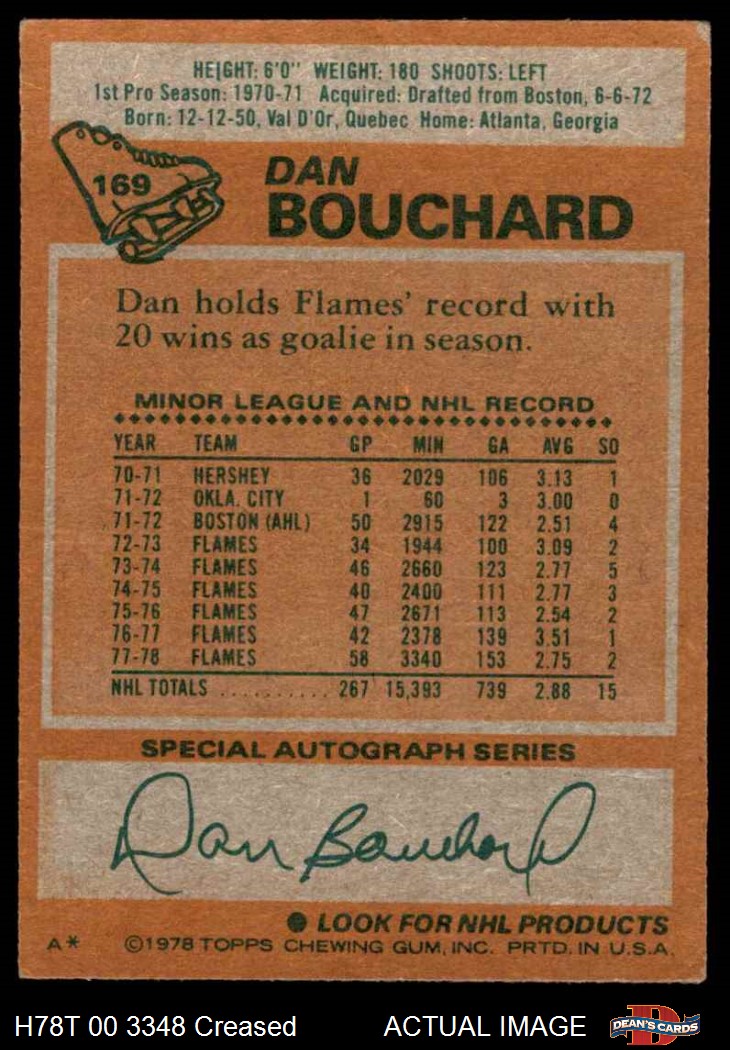 HEIGHT: 6'0" WEIGHT: 180 SHOOTS: LEFT
1st Pro Season: 1970-71 Acquired: Drafted from Boston, 6-6-72
Born: 12-12-50, Val D'Or, Quebec Home: Atlanta, Georgia
169
DAN
BOUCHARD
Dan holds Flames' record with
20 wins as goalie in season.
MINOR LEAGUE AND NHL RECORD
YEAR TEAM GP MIN GA AVG SO
70-71 HERSHEY 36 2029 106 3.13 1
71-72 OKLA. CITY 1 60 3 3.00 0
71-72 BOSTON (AHL) 50 2915 122 2.51 4
72-73 FLAMES 34 1944 100 3.09 2
73-74 FLAMES 46 2660 123 2.77 5
74-75 FLAMES 40 2400 111 2.77 3
75-76 FLAMES 47 2671 113 2.54 2
76-77 FLAMES 42 2378 139 3.51 1
77-78 FLAMES 58 3340 153 2.75 2
NHL TOTALS .......... 267 15,393 739 2.88 15
SPECIAL AUTOGRAPH SERIES
Dan Bouchard
● LOOK FOR NHL PRODUCTS
A* ©1978 TOPPS CHEWING GUM, INC. PRTD. IN U.S.A.
H78T 00 3348 Creased ACTUAL IMAGE D DEAN'S CARDS